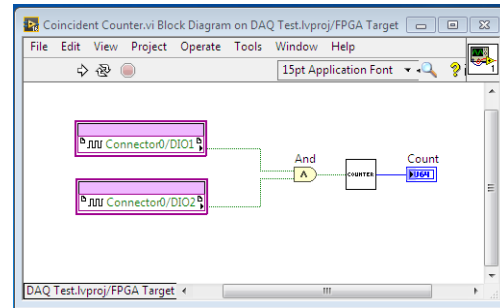 Coincident Counter.vi Block Diagram on DAQ Test.lvproj/FPGA Target
File Edit View Project Operate Tools Window Help
15pt Application Font
1
Connector0/DIO1
And
Count
COUNTER
U64
Connector0/DIO2
DAQ Test.lvproj/FPGA Target